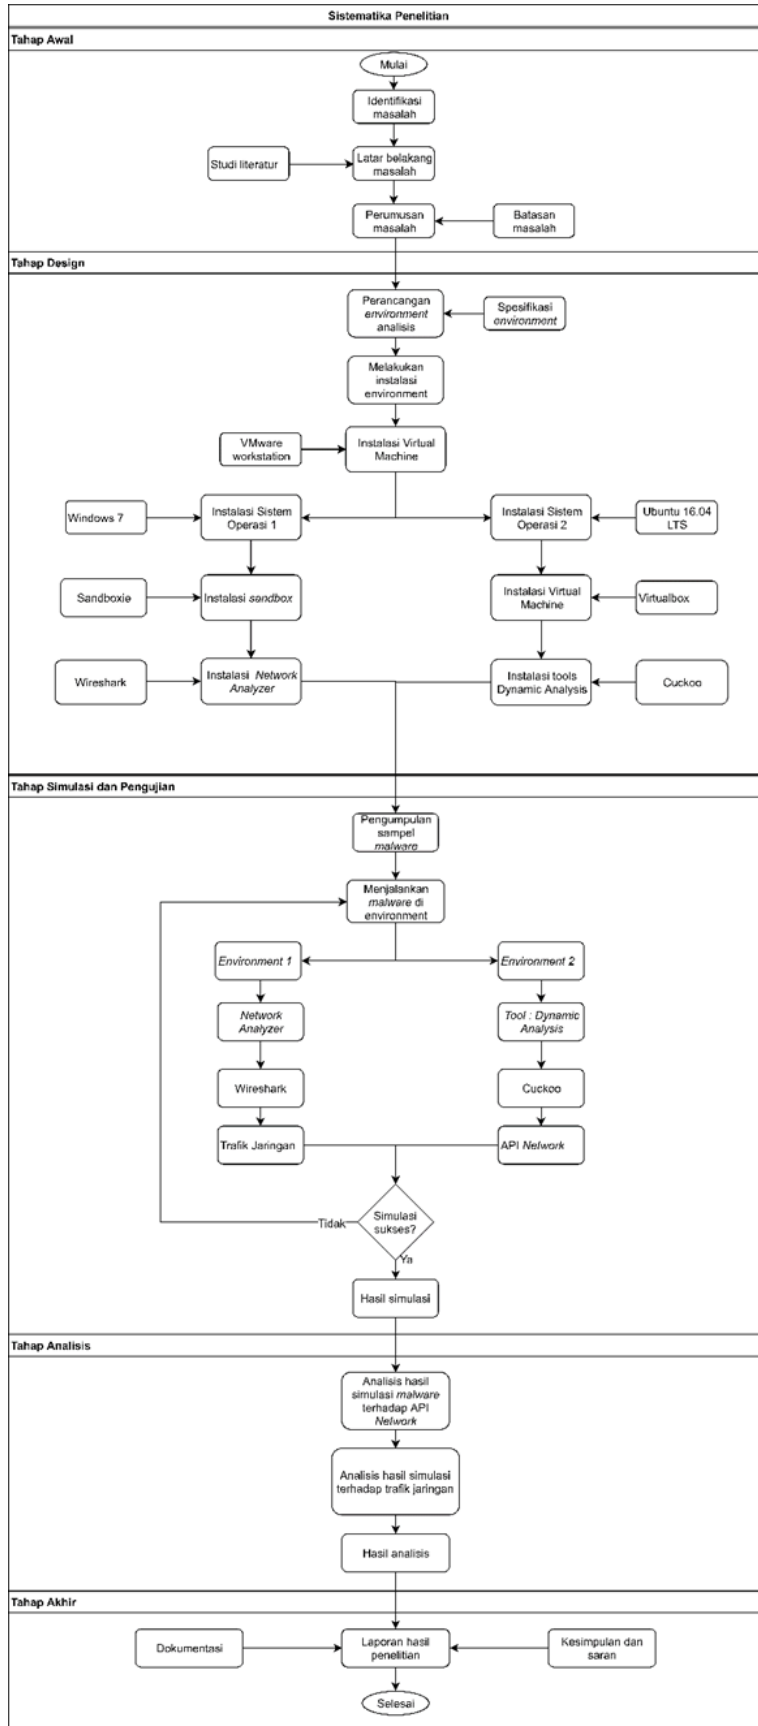 Sistematika Penelitian
Tahap Awal
Mulai
Identifikasi
masalah
Studi literatur
Latar belakang
masalah
Perumusan
masalah
Batasan
masalah
Tahap Design
Perancangan
environment
analisis
Spesifikasi
environment
Melakukan
instalasi
environment
VMware
workstation
Instalasi Virtual
Machine
Windows 7
Instalasi Sistem
Operasi 1
Instalasi Sistem
Operasi 2
Ubuntu 16.04
LTS
Sandboxie
Instalasi sandbox
Instalasi Virtual
Machine
Virtualbox
Wireshark
Instalasi Network
Analyzer
Instalasi tools
Dynamic Analysis
Cuckoo
Tahap Simulasi dan Pengujian
Pengumpulan
sampel
malware
Menjalankan
malware di
environment
Environment 1
Environment 2
Network
Analyzer
Tool : Dynamic
Analysis
Wireshark
Cuckoo
Trafik Jaringan
API Network
Simulasi
sukses?
Tidak
Ya
Hasil simulasi
Tahap Analisis
Analisis hasil
simulasi malware
terhadap API
Network
Analisis hasil simulasi
terhadap trafik jaringan
Hasil analisis
Tahap Akhir
Dokumentasi
Laporan hasil
penelitian
Kesimpulan dan
saran
Selesai